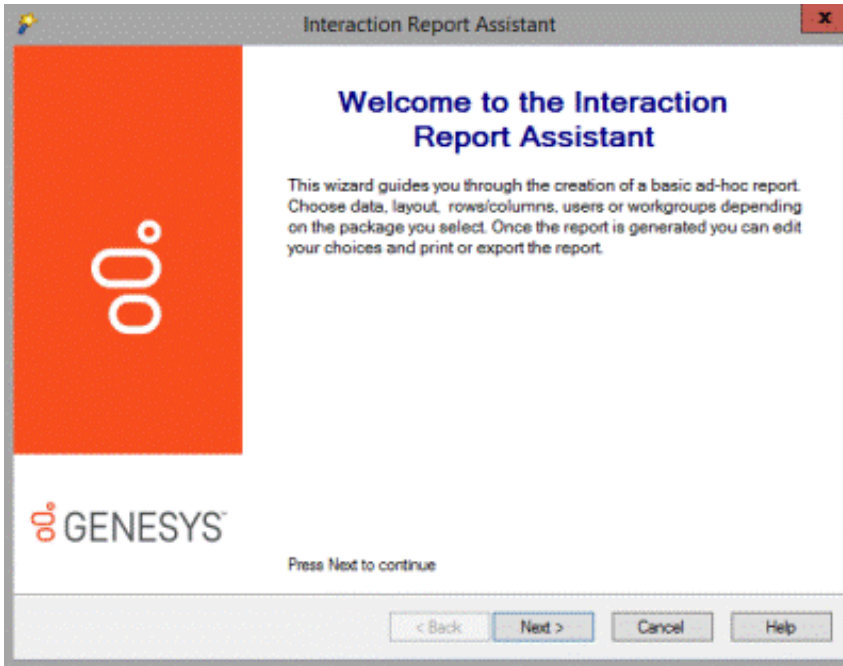 Interaction Report Assistant
x
Welcome to the Interaction
Report Assistant
This wizard guides you through the creation of a basic ad-hoc report.
Choose data, layout, rows/columns, users or workgroups depending
on the package you select. Once the report is generated you can edit
your choices and print or export the report.
GENESYS™
Press Next to continue
< Back
Next >
Cancel
Help